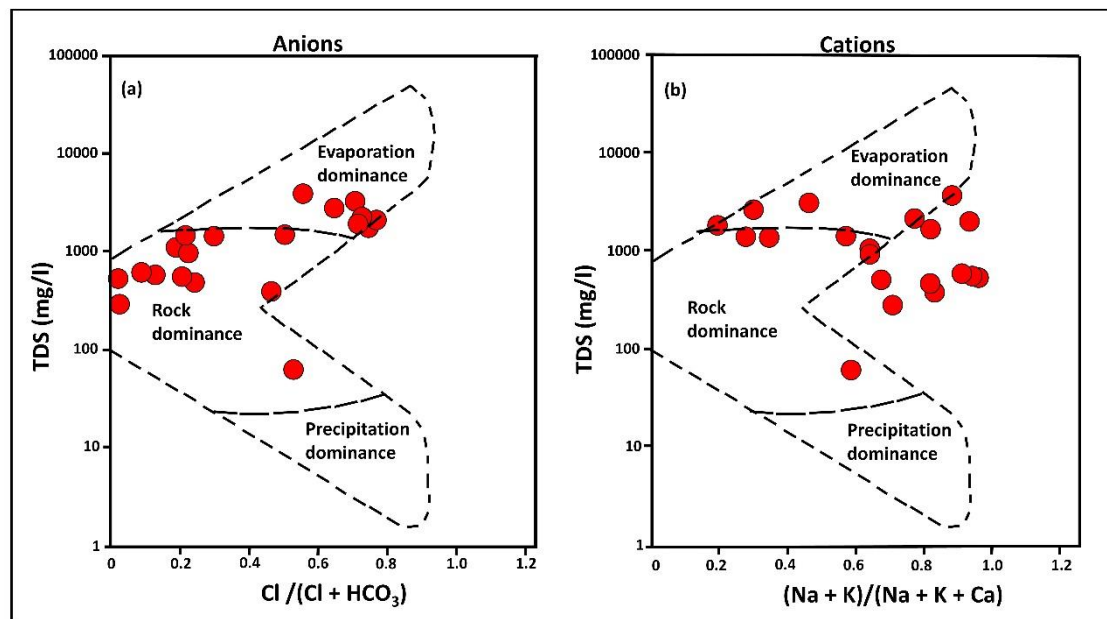 Anions
(a)
TDS (mg/l)
100000
10000
1000
100
10
1
Evaporation
dominance
Rock
dominance
Precipitation
dominance
0 0.2 0.4 0.6 0.8 1.0 1.2
Cl /(Cl + HCO₃)
Cations
(b)
TDS (mg/l)
100000
10000
1000
100
10
1
Evaporation
dominance
Rock
dominance
Precipitation
dominance
0 0.2 0.4 0.6 0.8 1.0 1.2
(Na + K)/(Na + K + Ca)